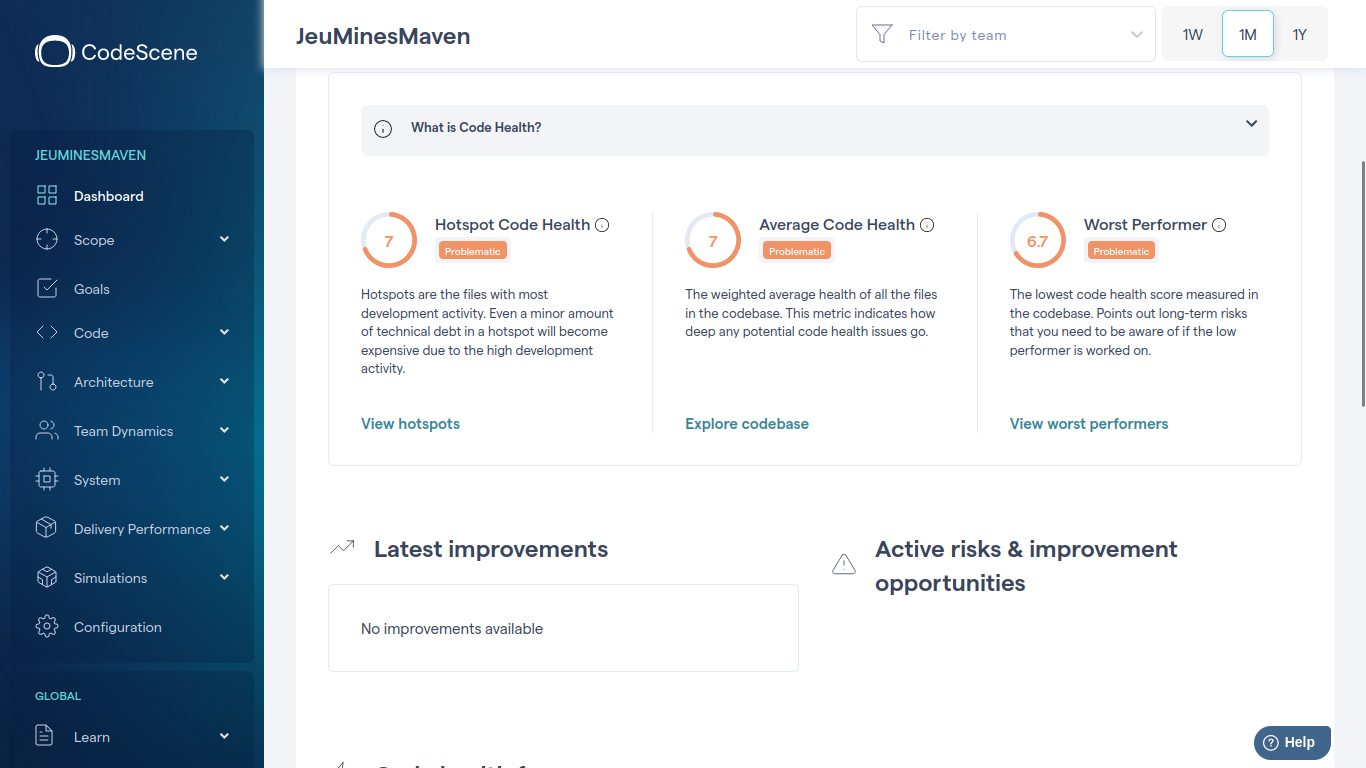 CodeScene
JEUMINESMAVEN
Dashboard
Scope
Goals
Code
Architecture
Team Dynamics
System
Delivery Performance
Simulations
Configuration
GLOBAL
Learn
JeuMinesMaven
Filter by team
1W
1M
1Y
What is Code Health?
7
Hotspot Code Health
Problematic
Hotspots are the files with most
development activity. Even a minor amount
of technical debt in a hotspot will become
expensive due to the high development
activity.
View hotspots
7
Average Code Health
Problematic
The weighted average health of all the files
in the codebase. This metric indicates how
deep any potential code health issues go.
Explore codebase
6.7
Worst Performer
Problematic
The lowest code health score measured in
the codebase. Points out long-term risks
that you need to be aware of if the low
performer is worked on.
View worst performers
Latest improvements
No improvements available
Active risks & improvement
opportunities
Help